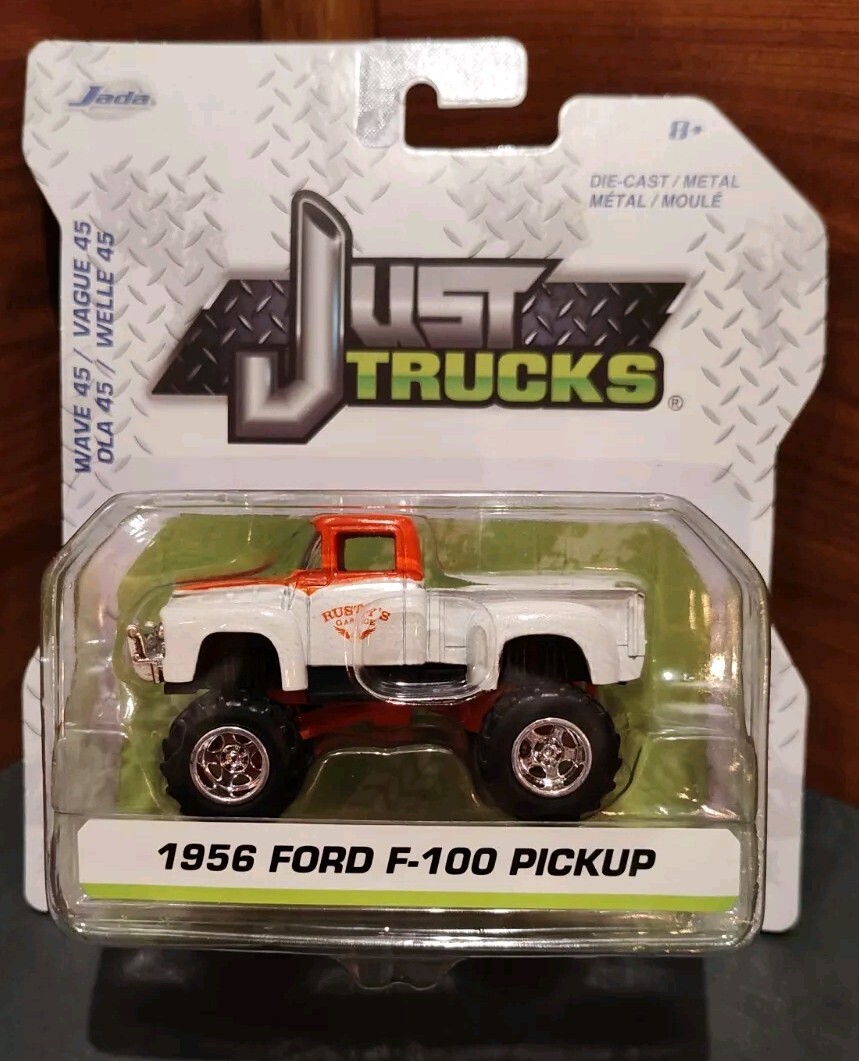 Jada
8+
DIE-CAST / METAL
MÉTAL / MOULÉ
WAVE 45 / VAGUE 45
OLA 45 / WELLE 45
JUST
TRUCKS®
RUSTY'S
GARAGE
1956 FORD F-100 PICKUP